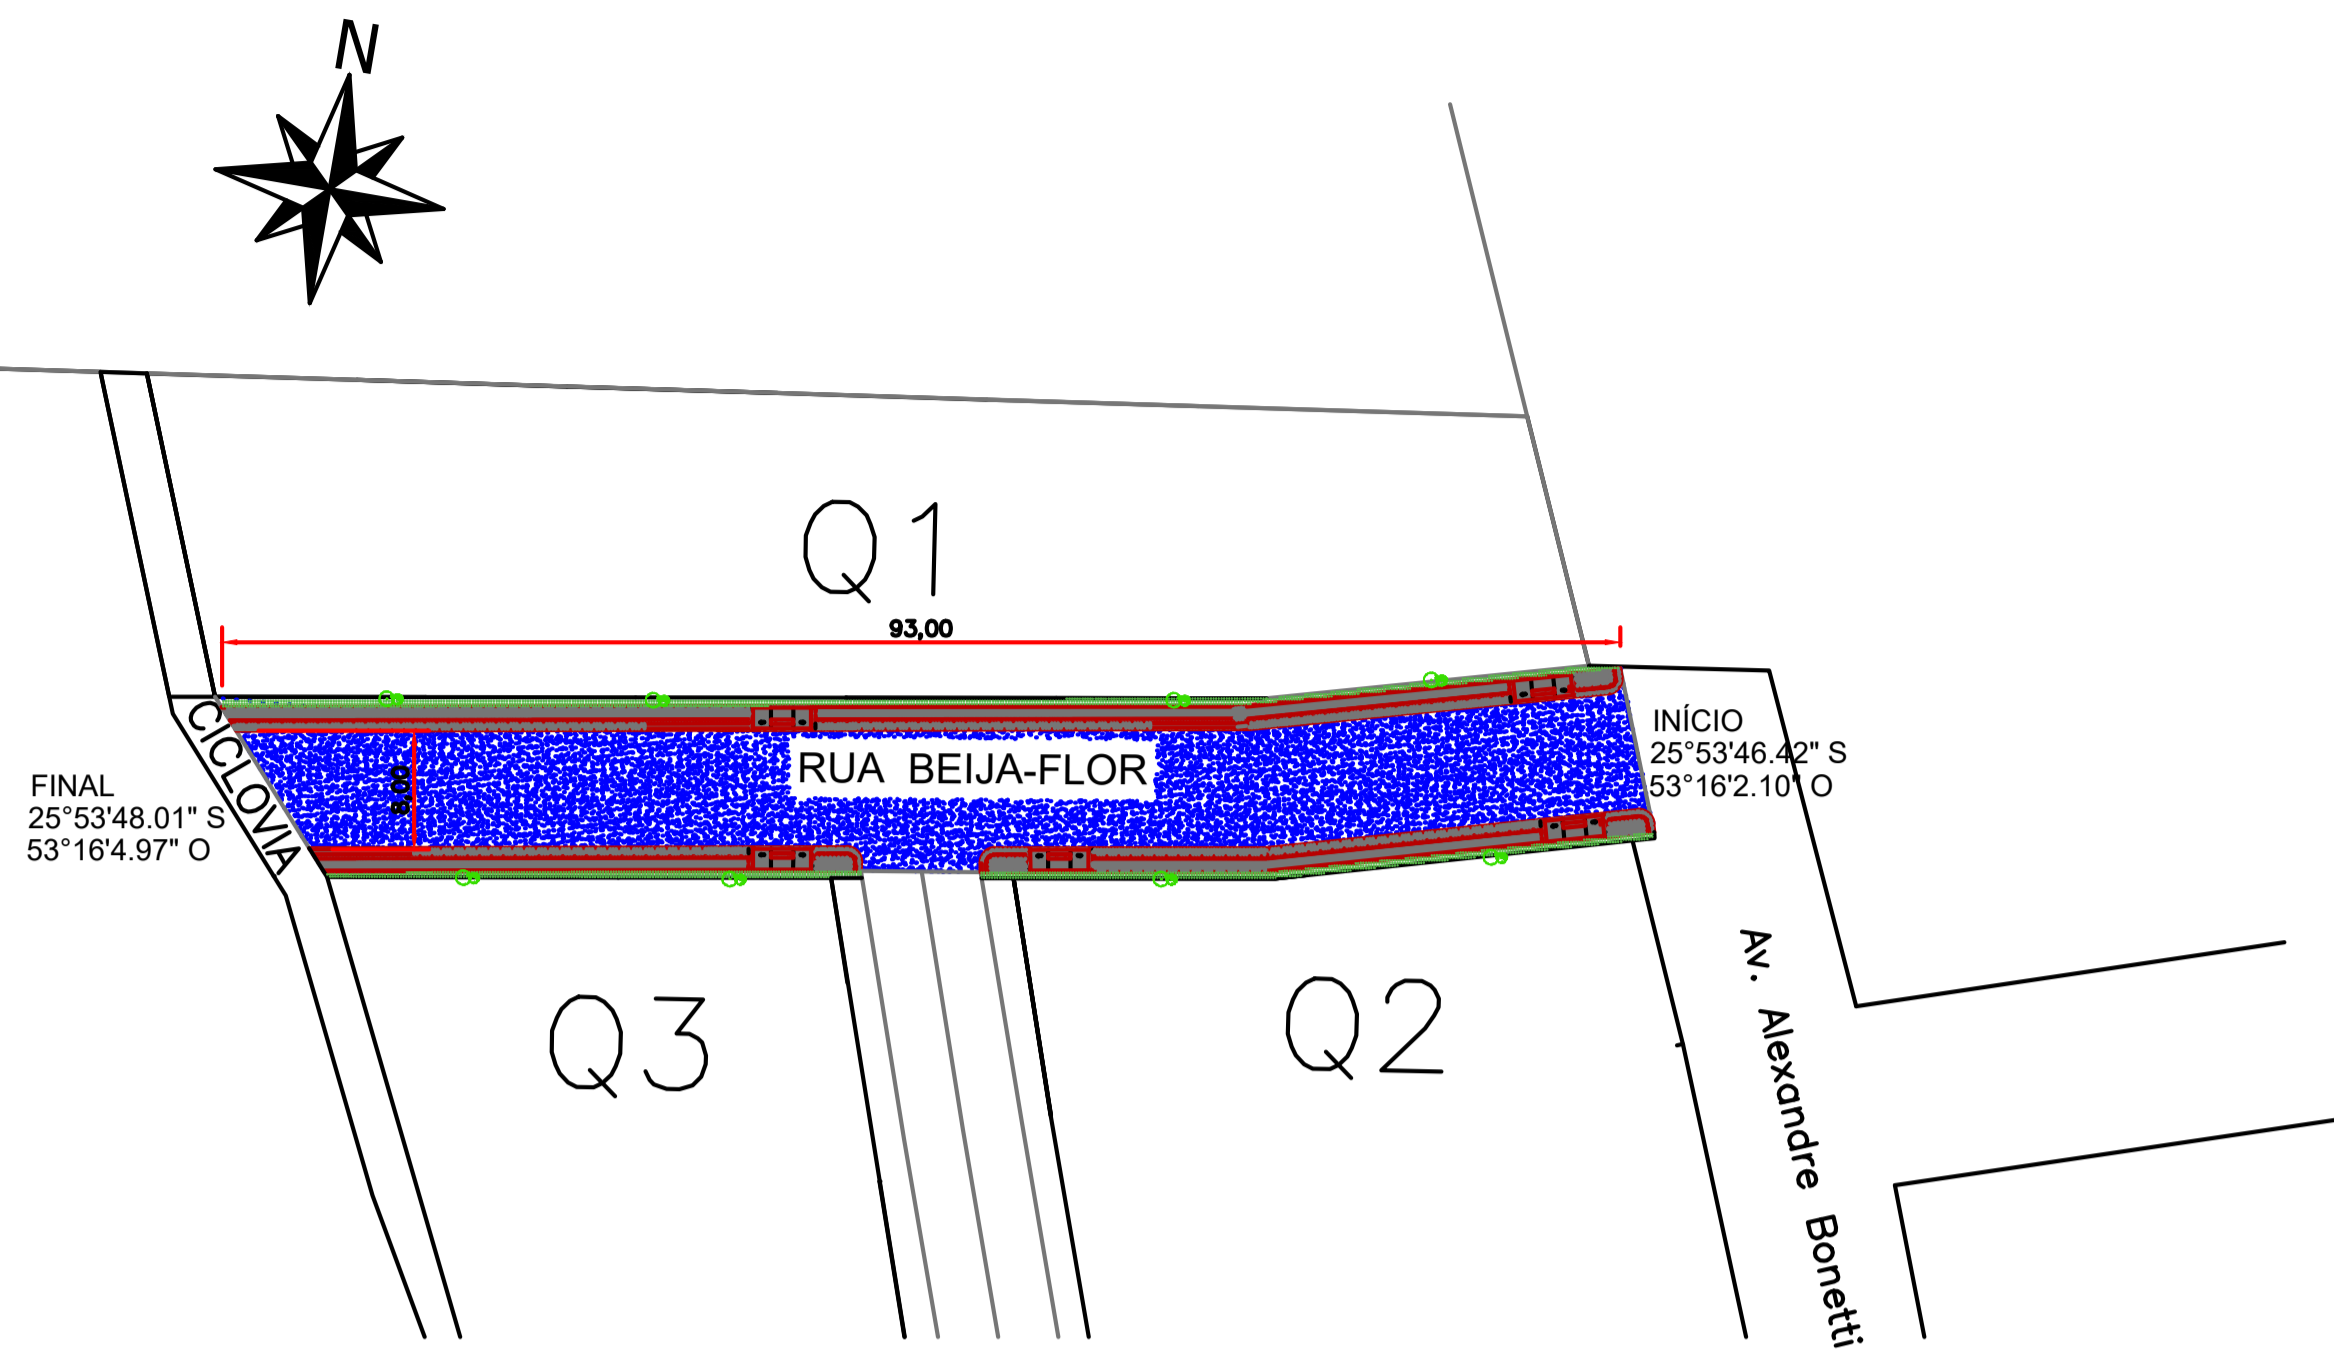 N
Q1
93,00
RUA BEIJA-FLOR
8,00
CICLOVIA
INÍCIO
25°53'46.42" S
53°16'2.10" O
FINAL
25°53'48.01" S
53°16'4.97" O
Q3
Q2
Av. Alexandre Bonetti